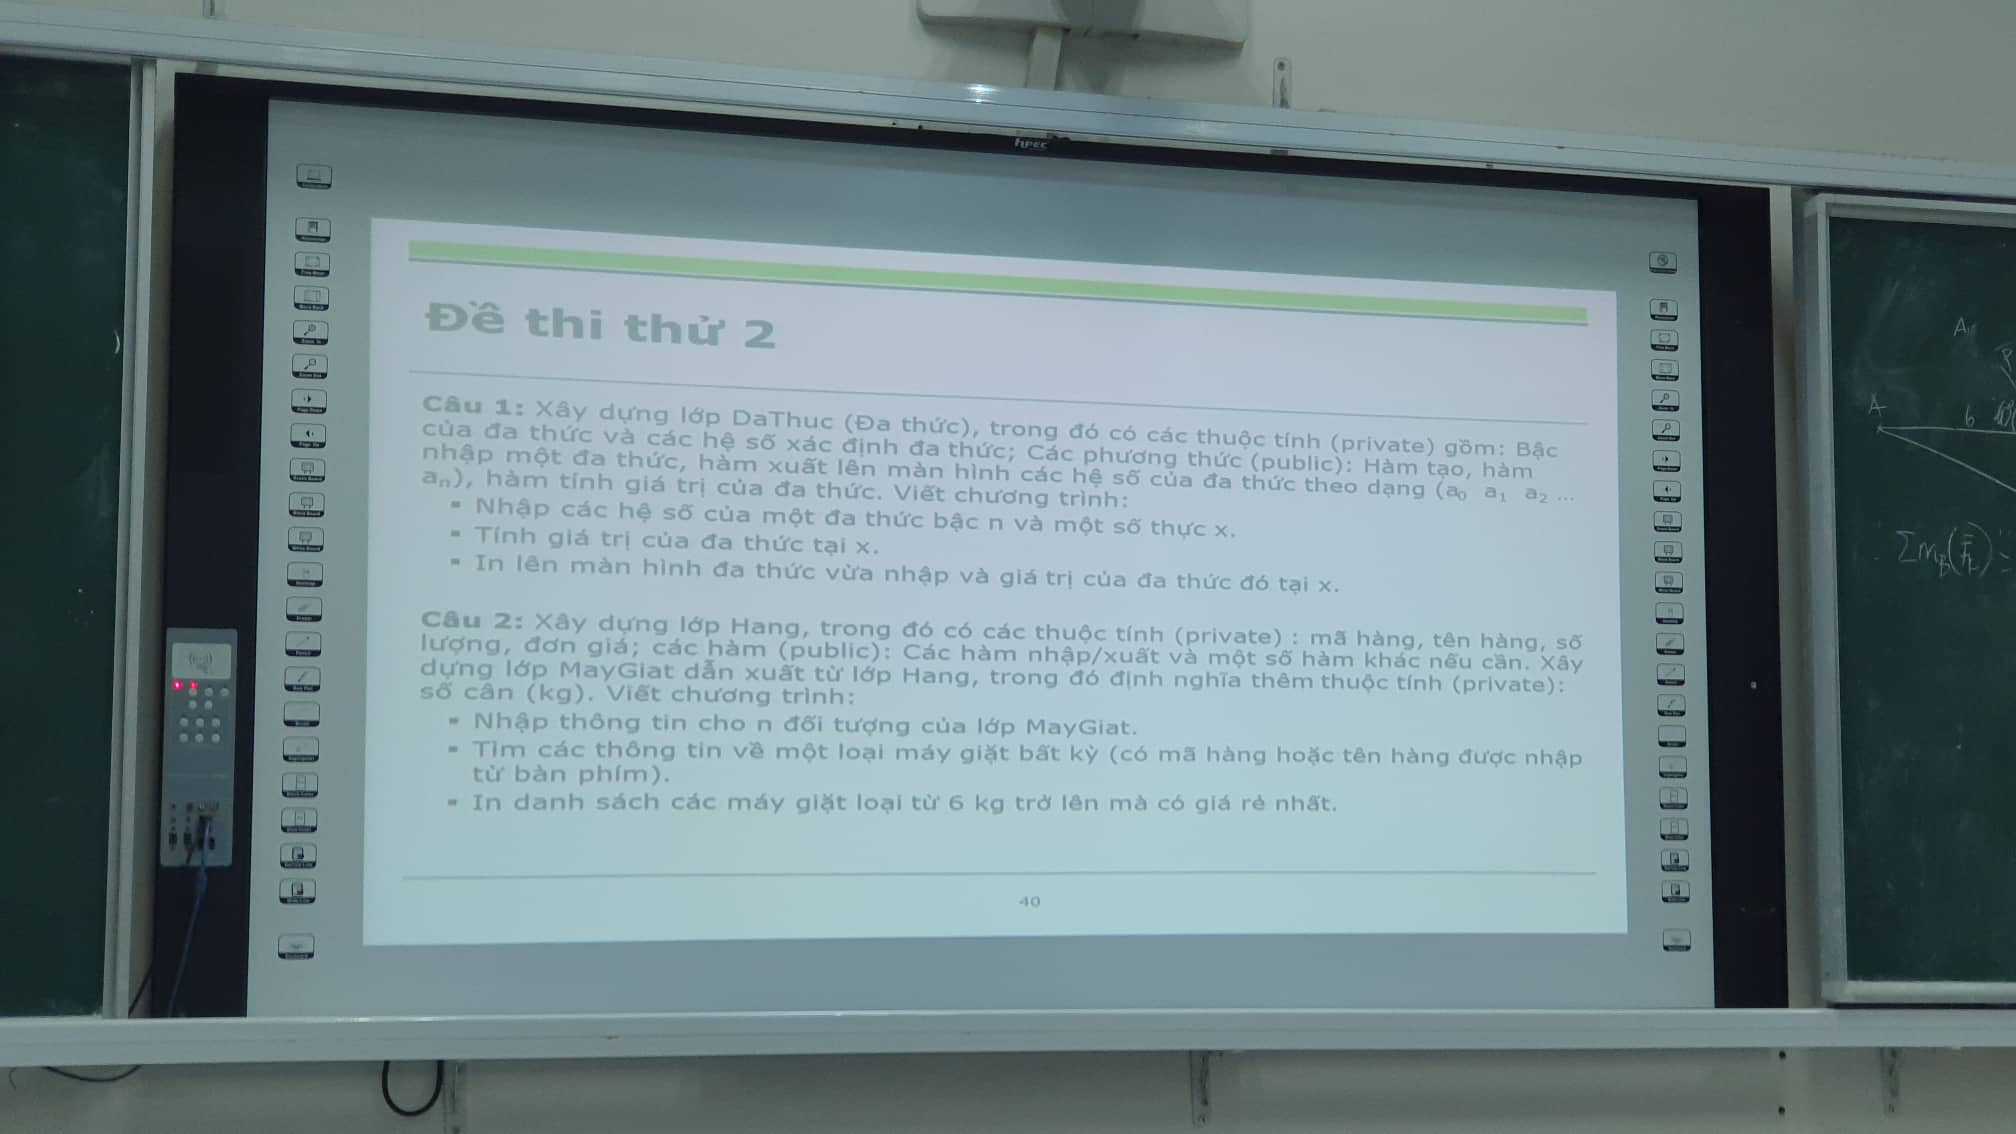 hPEC
Đề thi thử 2
Câu 1: Xây dựng lớp DaThuc (Đa thức), trong đó có các thuộc tính (private) gồm: Bậc
của đa thức và các hệ số xác định đa thức; Các phương thức (public): Hàm tạo, hàm
nhập một đa thức, hàm xuất lên màn hình các hệ số của đa thức theo dạng (a₀ a₁ a₂ ...
aₙ), hàm tính giá trị của đa thức. Viết chương trình:
▪ Nhập các hệ số của một đa thức bậc n và một số thực x.
▪ Tính giá trị của đa thức tại x.
▪ In lên màn hình đa thức vừa nhập và giá trị của đa thức đó tại x.
Câu 2: Xây dựng lớp Hang, trong đó có các thuộc tính (private) : mã hàng, tên hàng, số
lượng, đơn giá; các hàm (public): Các hàm nhập/xuất và một số hàm khác nếu cần. Xây
dựng lớp MayGiat dẫn xuất từ lớp Hang, trong đó định nghĩa thêm thuộc tính (private):
số cân (kg). Viết chương trình:
▪ Nhập thông tin cho n đối tượng của lớp MayGiat.
▪ Tìm các thông tin về một loại máy giặt bất kỳ (có mã hàng hoặc tên hàng được nhập
từ bàn phím).
▪ In danh sách các máy giặt loại từ 6 kg trở lên mà có giá rẻ nhất.
40
A
A
6